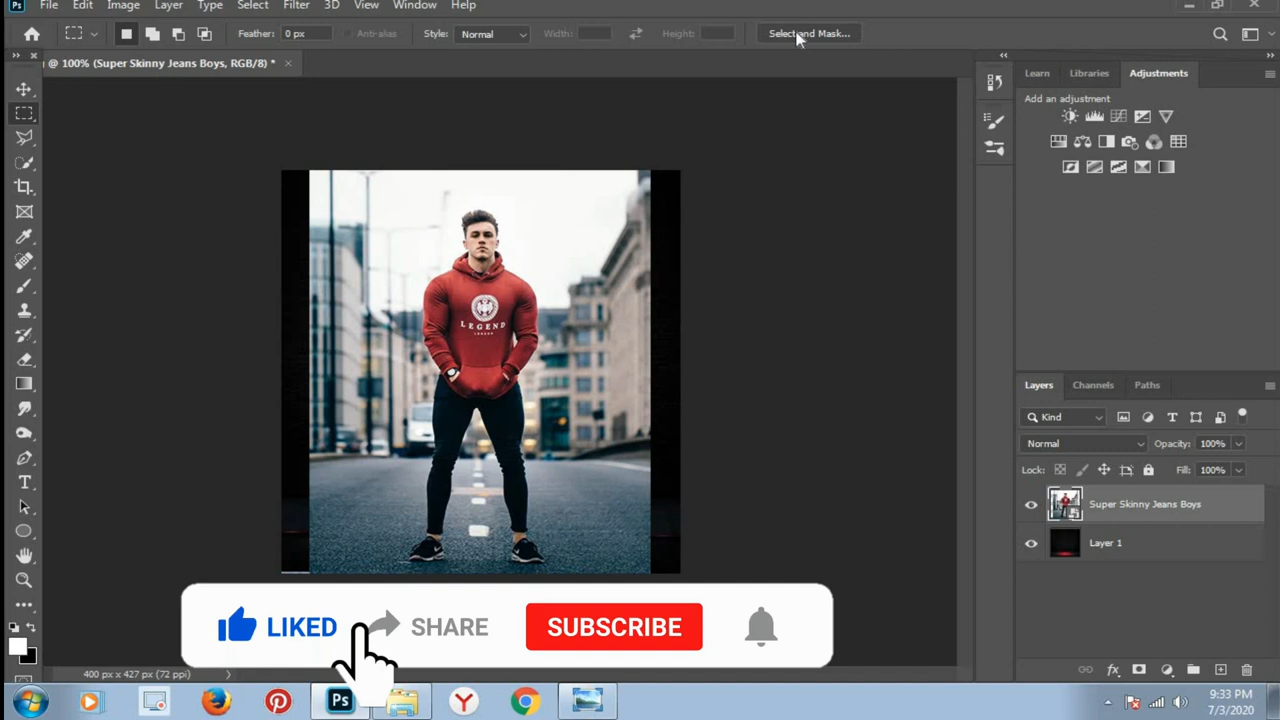 Ps File Edit Image Layer Type Select Filter 3D View Window Help
Feather: 0 px Anti-alias Style: Normal Width: Height: Select and Mask...
@ 100% (Super Skinny Jeans Boys, RGB/8) * ×
Learn Libraries Adjustments
Add an adjustment
LEGEND
LONDON
Layers Channels Paths
Kind
Normal Opacity: 100%
Lock: Fill: 100%
Super Skinny Jeans Boys
Layer 1
LIKED SHARE SUBSCRIBE
400 px x 427 px (72 ppi)
Ps
9:33 PM
7/3/2020